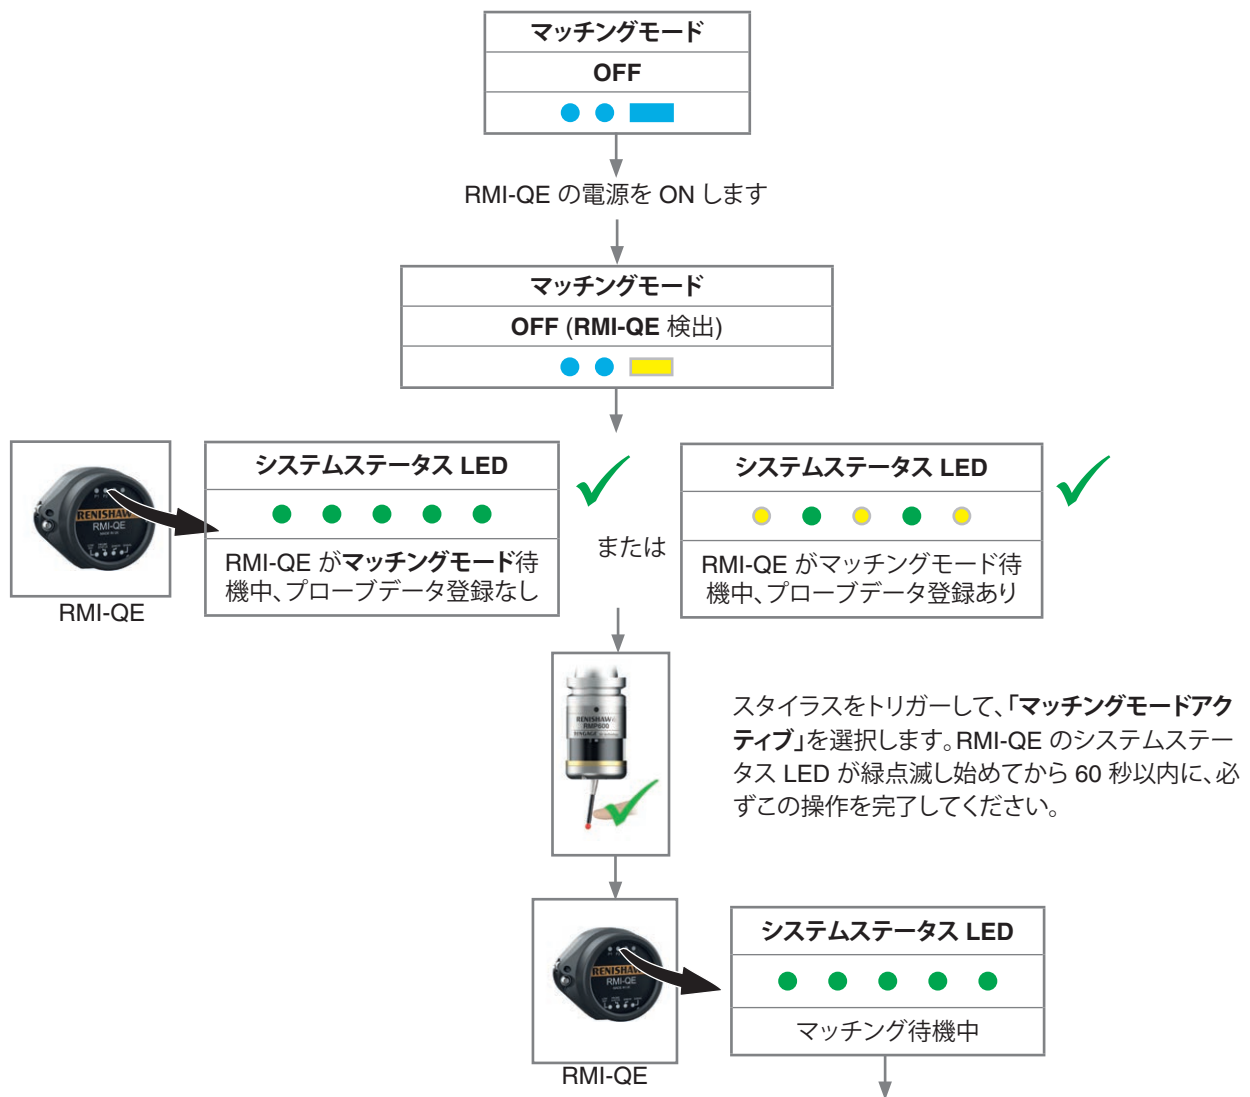 マッチングモード
OFF
RMI-QE の電源を ON します
マッチングモード
OFF (RMI-QE 検出)
システムステータス LED
RMI-QE がマッチングモード待
機中、プローブデータ登録なし
RENISHAW
RMI-QE
RMI-QE
または
システムステータス LED
RMI-QE がマッチングモード待
機中、プローブデータ登録あり
RENISHAW
RMP600
スタイラスをトリガーして、「マッチングモードアク
ティブ」を選択します。RMI-QE のシステムステー
タス LED が緑点滅し始めてから 60 秒以内に、必
ずこの操作を完了してください。
RENISHAW
RMI-QE
RMI-QE
システムステータス LED
マッチング待機中